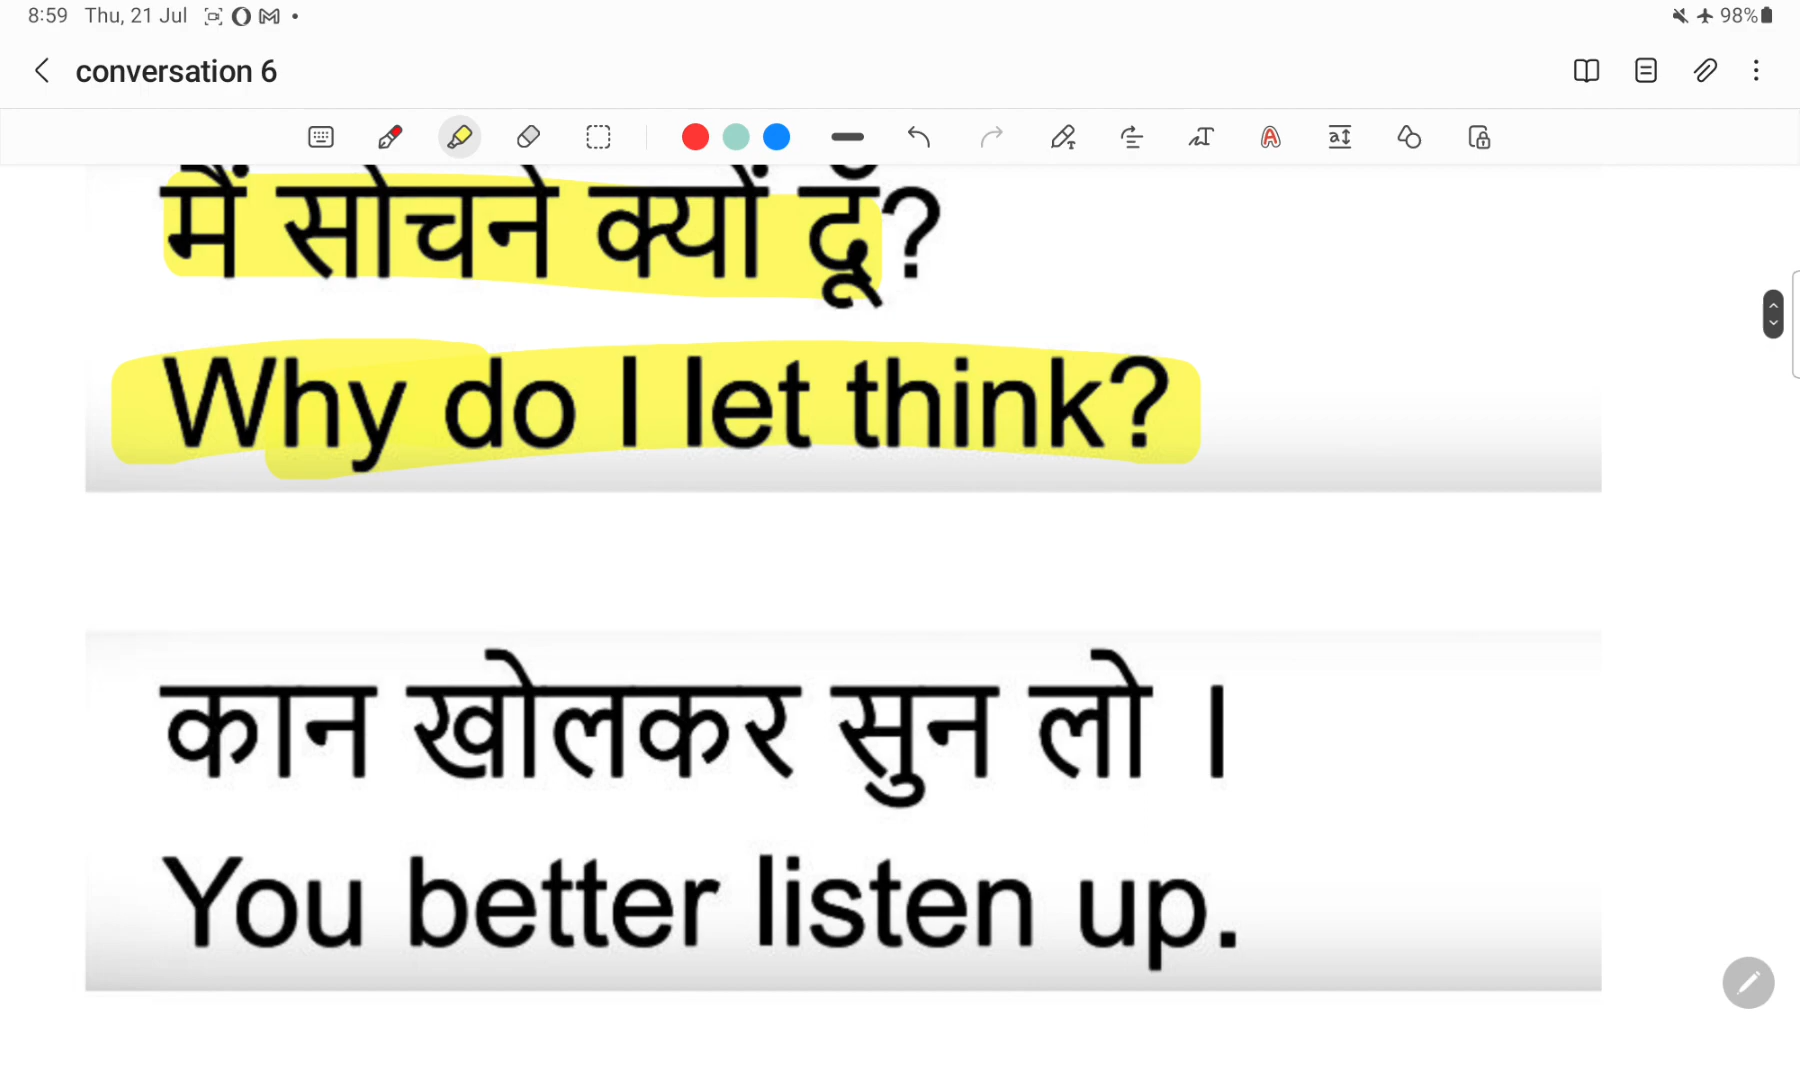 8:59 Thu, 21 Jul 98%
conversation 6
मैं सोचने क्यों दूँ?
Why do I let think?
कान खोलकर सुन लो ।
You better listen up.